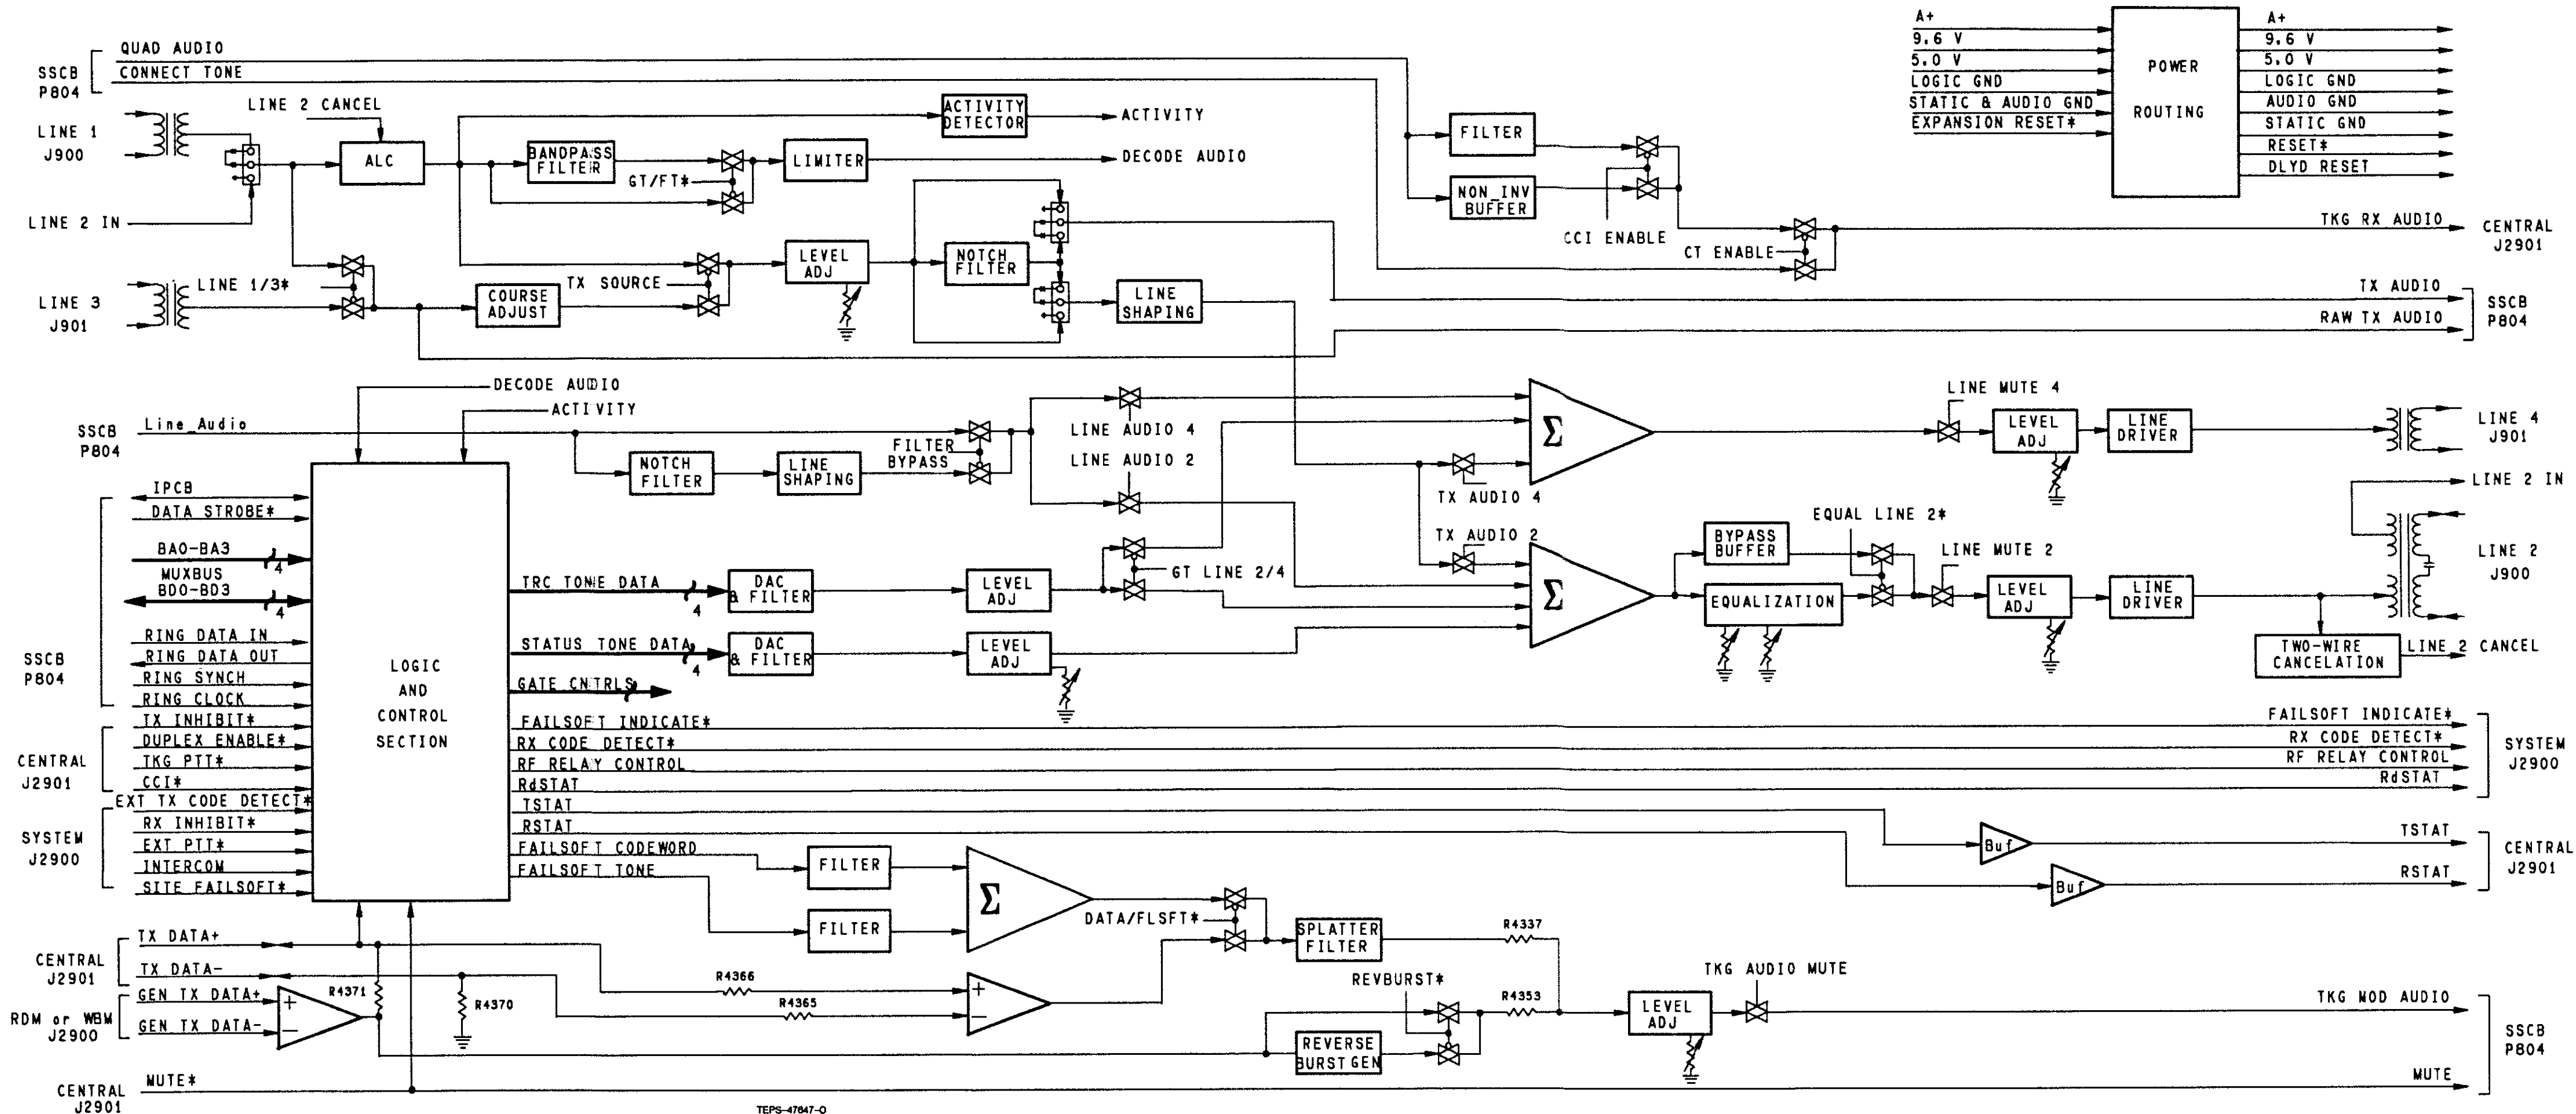 QUAD AUDIO
CONNECT TONE
SSCB
P804
LINE 2 CANCEL
LINE 1
J900
ALC
BANDPASS
FILTER
GT/FT*
LIMITER
ACTIVITY
DETECTOR
ACTIVITY
DECODE AUDIO
LINE 2 IN
LINE 3
J901
LINE 1/3*
COURSE
ADJUST
TX SOURCE
LEVEL
ADJ
NOTCH
FILTER
LINE
SHAPING
FILTER
NON_INV
BUFFER
CCI ENABLE
CT ENABLE
A+
9.6 V
5.0 V
LOGIC GND
STATIC & AUDIO GND
EXPANSION RESET*
POWER
ROUTING
A+
9.6 V
5.0 V
LOGIC GND
AUDIO GND
STATIC GND
RESET*
DLYD RESET
TKG RX AUDIO
CENTRAL
J2901
TX AUDIO
RAW TX AUDIO
SSCB
P804
DECODE AUDIO
ACTIVITY
SSCB
P804
Line_Audio
NOTCH
FILTER
LINE
SHAPING
FILTER
BYPASS
LINE AUDIO 4
LINE AUDIO 2
TX AUDIO 4
TX AUDIO 2
GT LINE 2/4
Σ
Σ
LINE MUTE 4
LEVEL
ADJ
LINE
DRIVER
LINE 4
J901
LINE 2 IN
BYPASS
BUFFER
EQUALIZATION
EQUAL LINE 2*
LINE MUTE 2
LEVEL
ADJ
LINE
DRIVER
LINE 2
J900
TWO-WIRE
CANCELATION
LINE 2 CANCEL
SSCB
P804
IPCB
DATA STROBE*
BA0-BA3
4
MUXBUS
BD0-BD3
4
RING DATA IN
RING DATA OUT
RING SYNCH
RING CLOCK
CENTRAL
J2901
TX INHIBIT*
DUPLEX ENABLE*
TKG PTT*
CCI*
SYSTEM
J2900
EXT TX CODE DETECT*
RX INHIBIT*
EXT PTT*
INTERCOM
SITE FAILSOFT*
LOGIC
AND
CONTROL
SECTION
TRC TONE DATA
4
DAC
& FILTER
LEVEL
ADJ
STATUS TONE DATA
4
DAC
& FILTER
LEVEL
ADJ
GATE CNTRLS
FAILSOFT INDICATE*
RX CODE DETECT*
RF RELAY CONTROL
RdSTAT
TSTAT
RSTAT
FAILSOFT CODEWORD
FAILSOFT TONE
FAILSOFT INDICATE*
RX CODE DETECT*
RF RELAY CONTROL
RdSTAT
SYSTEM
J2900
Buf
Buf
TSTAT
RSTAT
CENTRAL
J2901
FILTER
FILTER
Σ
DATA/FLSFT*
SPLATTER
FILTER
R4337
CENTRAL
J2901
TX DATA+
TX DATA-
RDM or WBM
J2900
GEN TX DATA+
GEN TX DATA-
+
-
R4371
R4370
R4366
R4365
+
-
REVBURST*
REVERSE
BURST GEN
R4353
LEVEL
ADJ
TKG AUDIO MUTE
TKG MOD AUDIO
MUTE
SSCB
P804
CENTRAL
J2901
MUTE*
TEPS-47647-O